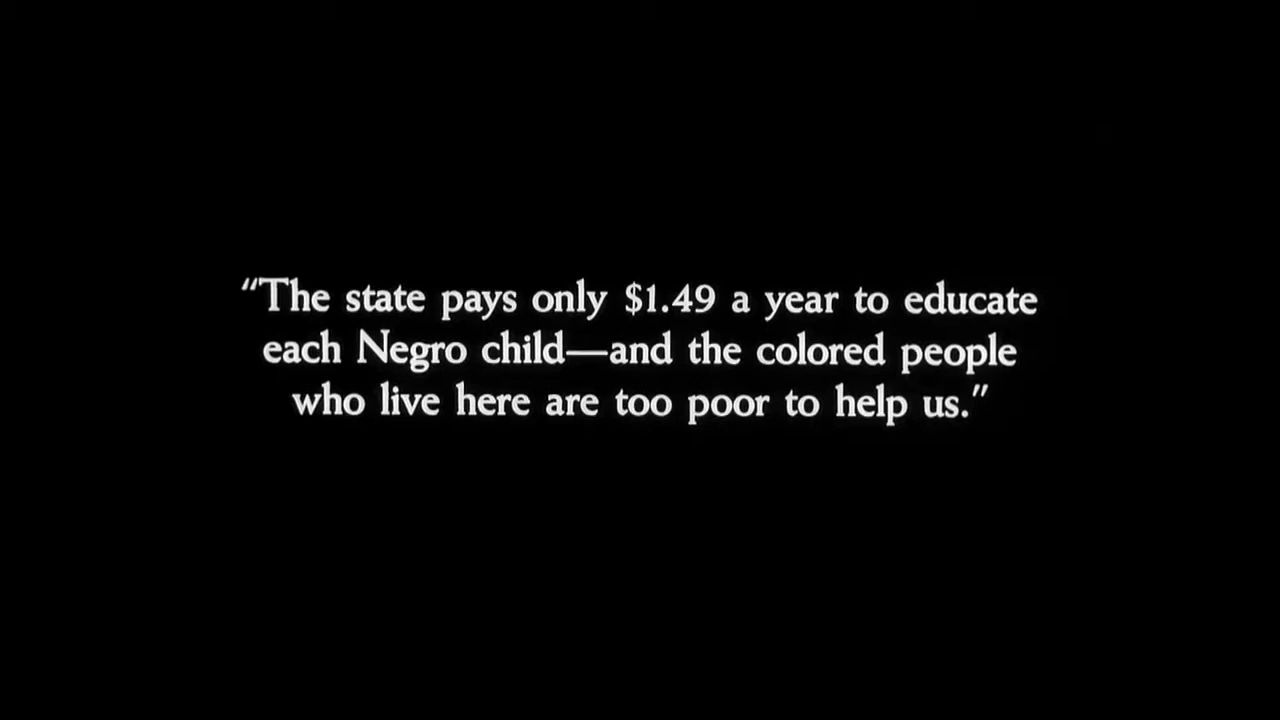 “The state pays only $1.49 a year to educate
each Negro child—and the colored people
who live here are too poor to help us.”